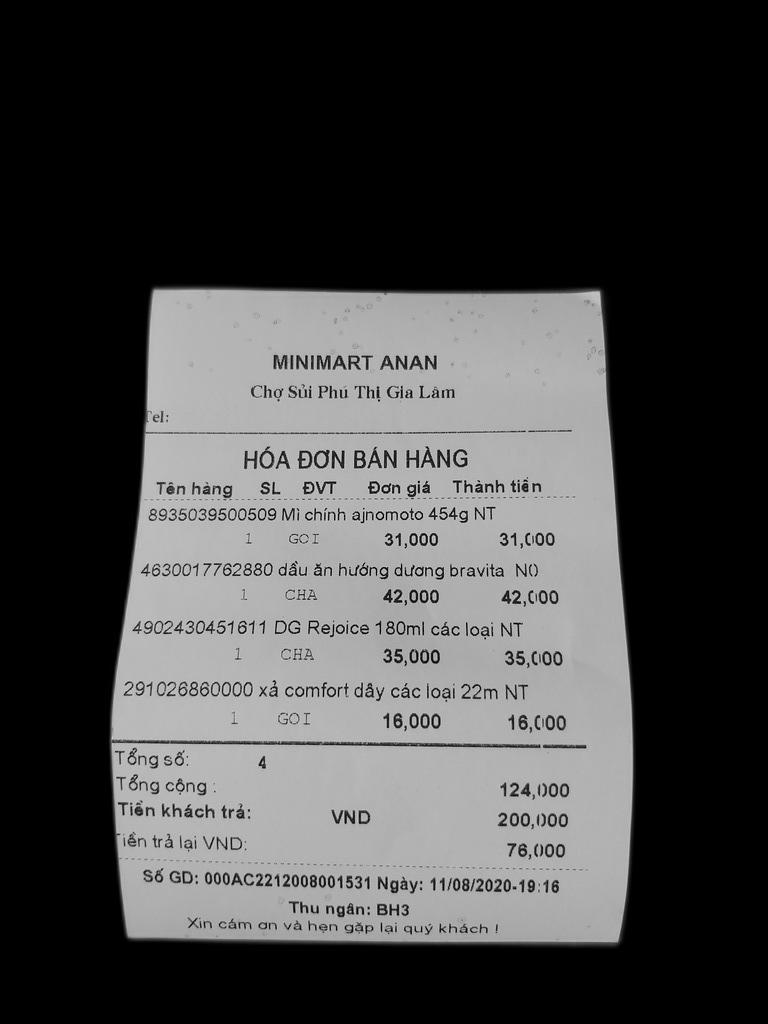 MINIMART ANAN
Chợ Sủi Phú Thị Gia Lâm
Tel:
HÓA ĐƠN BÁN HÀNG
Tên hàng SL ĐVT Đơn giá Thành tiền
8935039500509 Mì chính ajnomoto 454g NT
1 GOI 31,000 31,000
4630017762880 dầu ăn hướng dương bravita N0
1 CHA 42,000 42,000
4902430451611 DG Rejoice 180ml các loại NT
1 CHA 35,000 35,000
291026860000 xả comfort dây các loại 22m NT
1 GOI 16,000 16,000
Tổng số: 4
Tổng cộng : 124,000
Tiền khách trả: VND 200,000
Tiền trả lại VND: 76,000
Số GD: 000AC2212008001531 Ngày: 11/08/2020-19:16
Thu ngân: BH3
Xin cám ơn và hẹn gặp lại quý khách !